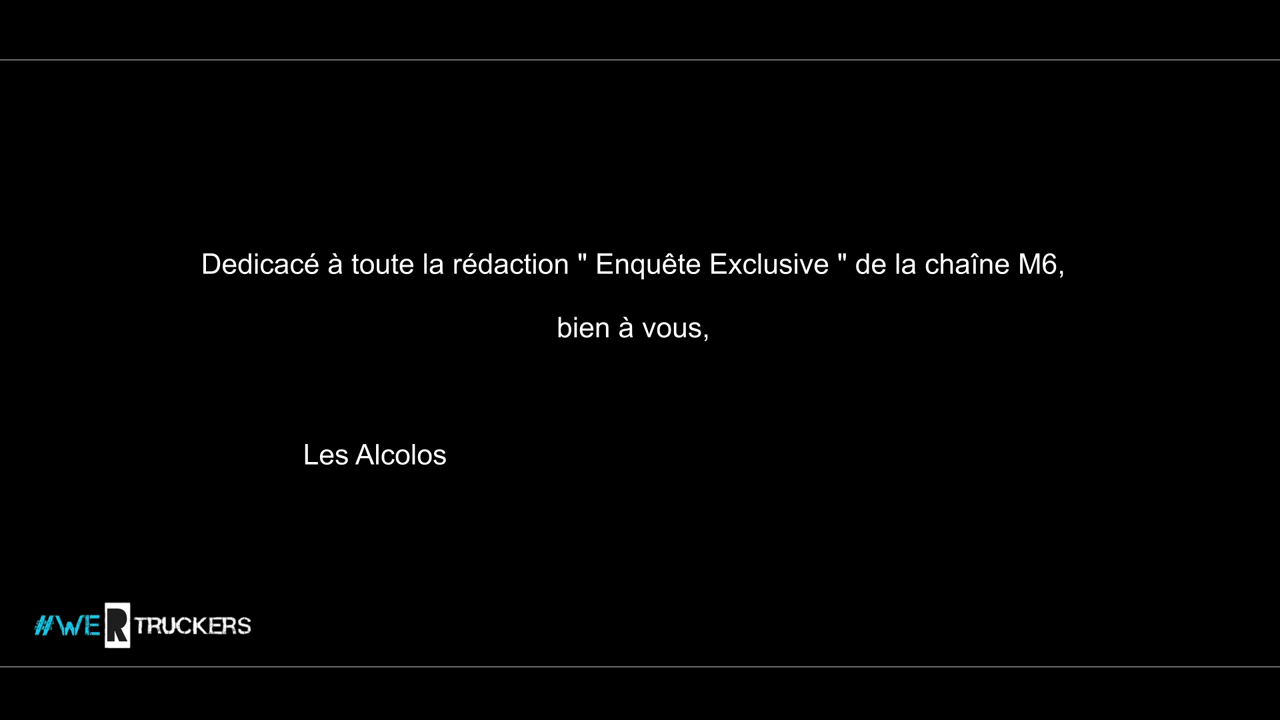 Dedicacé à toute la rédaction " Enquête Exclusive " de la chaîne M6,
bien à vous,
Les Alcolos
#WE R TRUCKERS